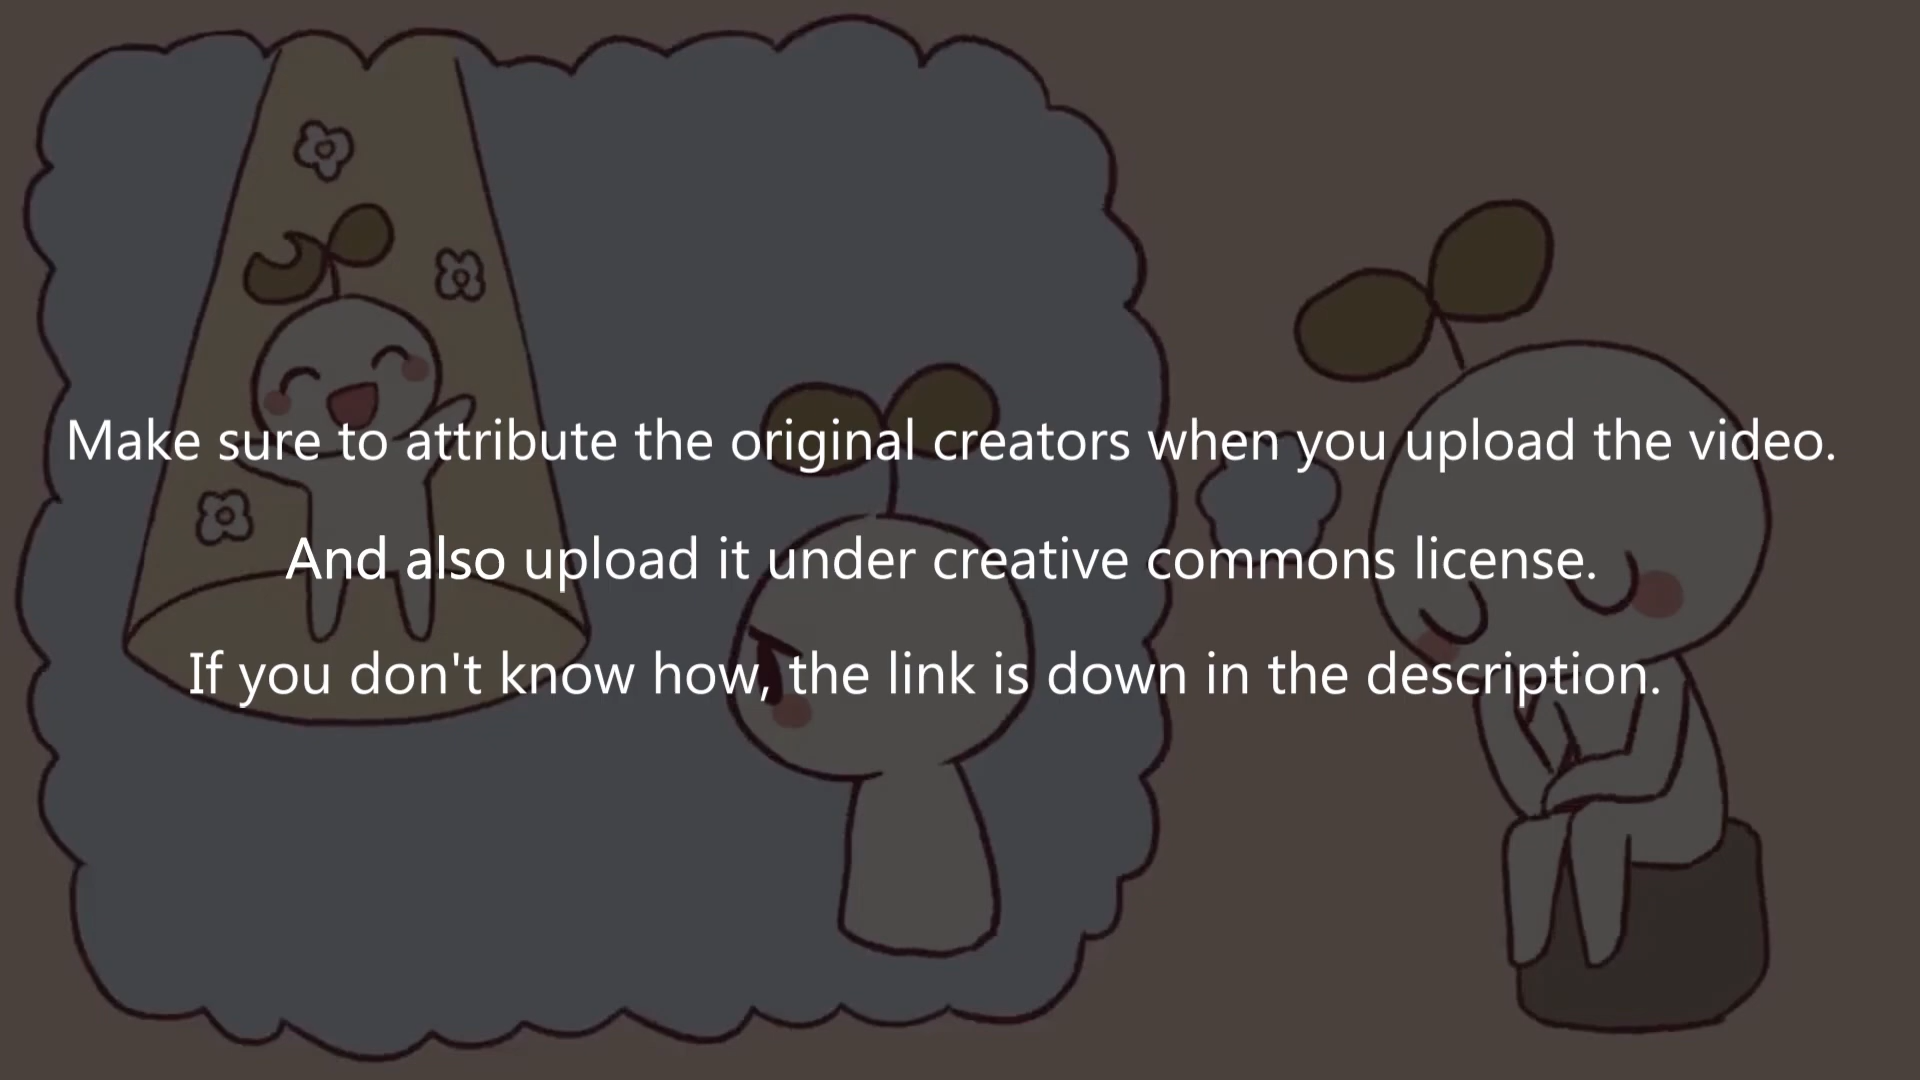 Make sure to attribute the original creators when you upload the video.
And also upload it under creative commons license.
If you don't know how, the link is down in the description.